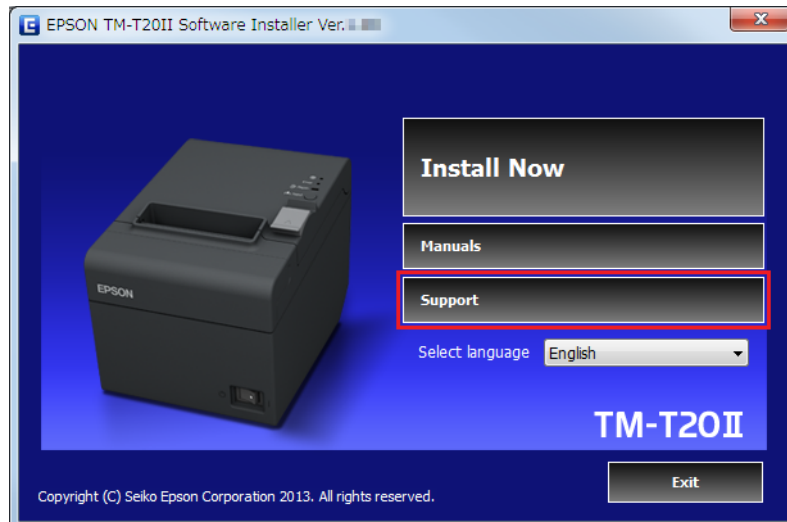 EPSON TM-T20II Software Installer Ver.
Install Now
Manuals
EPSON
Support
Select language English
TM-T20II
Exit
Copyright (C) Seiko Epson Corporation 2013. All rights reserved.